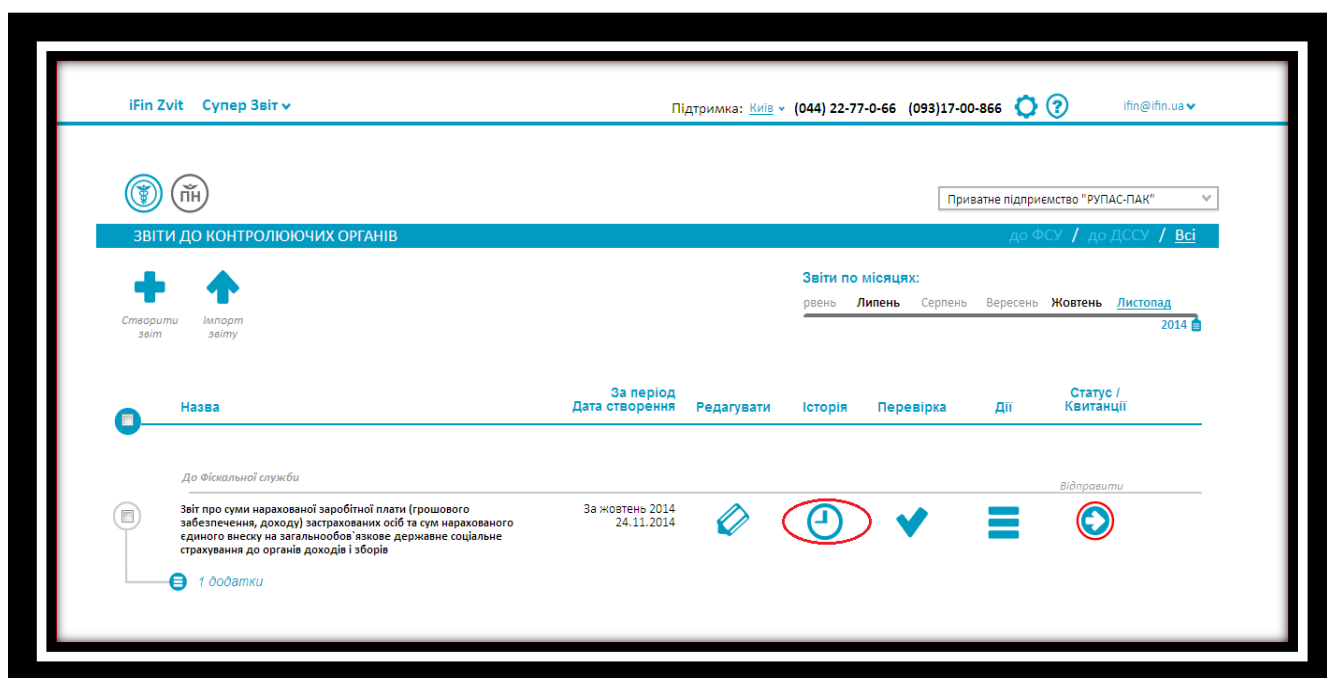 iFin Zvit Супер Звіт
Підтримка: Київ (044) 22-77-0-66 (093)17-00-866 ? ifin@ifin.ua
ПН
Приватне підприємство "РУПАС-ПАК"
ЗВІТИ ДО КОНТРОЛЮЮЧИХ ОРГАНІВ
до ФСУ / до ДССУ / Всі
Створити
звіт
Імпорт
звіту
Звіти по місяцях:
рвень Липень Серпень Вересень Жовтень Листопад
2014
Назва
За період
Дата створення
Редагувати
Історія
Перевірка
Дії
Статус /
Квитанції
До Фіскальної служби
Відправити
Звіт про суми нарахованої заробітної плати (грошового
забезпечення, доходу) застрахованих осіб та сум нарахованого
єдиного внеску на загальнообов`язкове державне соціальне
страхування до органів доходів і зборів
За жовтень 2014
24.11.2014
1 додатки